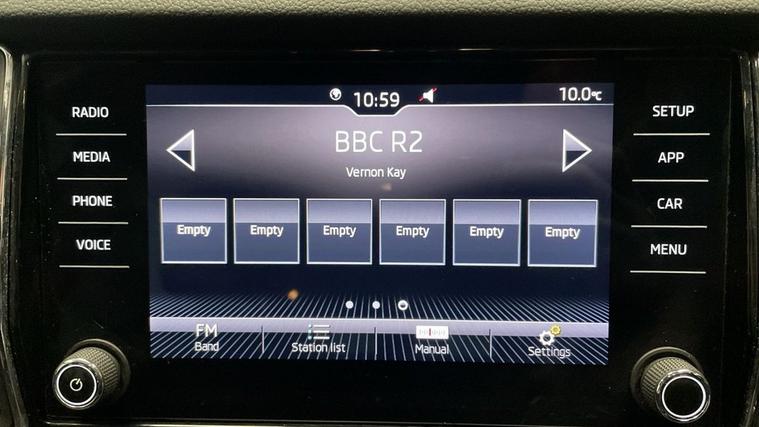 RADIO
MEDIA
PHONE
VOICE
10:59
10.0°C
BBC R2
Vernon Kay
Empty Empty Empty Empty Empty Empty
FM
Band
Station list
Manual
Settings
SETUP
APP
CAR
MENU